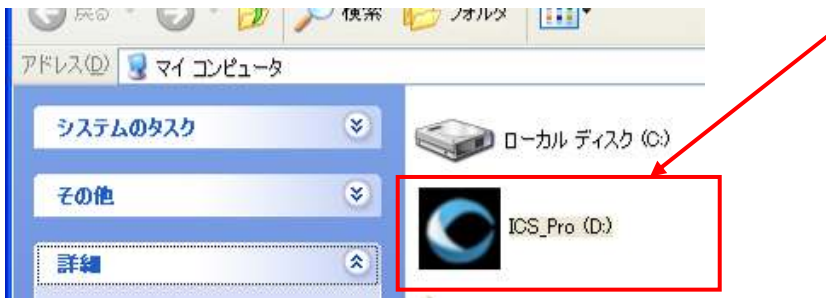 戻る
検索
フォルダ
アドレス(D)
マイ コンピュータ
システムのタスク
その他
詳細
ローカル ディスク (C:)
ICS_Pro (D:)